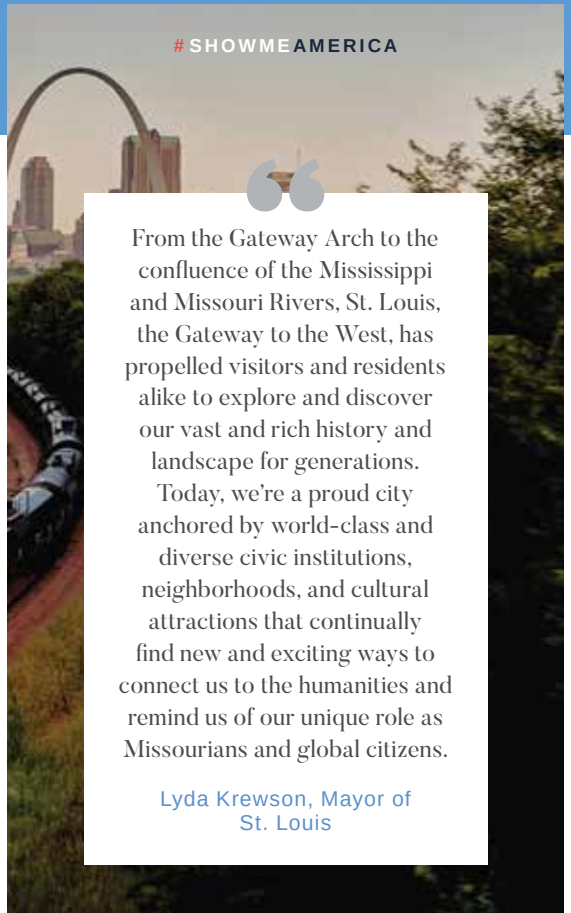 #SHOWMEAMERICA
“
From the Gateway Arch to the
confluence of the Mississippi
and Missouri Rivers, St. Louis,
the Gateway to the West, has
propelled visitors and residents
alike to explore and discover
our vast and rich history and
landscape for generations.
Today, we’re a proud city
anchored by world-class and
diverse civic institutions,
neighborhoods, and cultural
attractions that continually
find new and exciting ways to
connect us to the humanities and
remind us of our unique role as
Missourians and global citizens.
Lyda Krewson, Mayor of
St. Louis